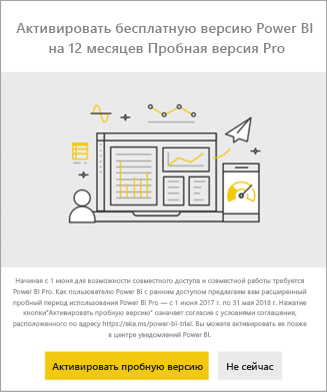 Активировать бесплатную версию Power BI
на 12 месяцев Пробная версия Pro
Начиная с 1 июня для возможности совместного доступа и совместной работы требуется
Power BI Pro. Как пользователю Power BI с ранним доступом предлагаем вам расширенный
пробный период использования Power BI Pro — с 1 июня 2017 г. по 31 мая 2018 г. Нажатие
кнопки"Активировать пробную версию" означает согласие с условиями соглашения,
расположенного по адресу https://aka.ms/power-bi-trial. Вы можете активировать ее позже
в центре уведомлений Power BI.
Активировать пробную версию
Не сейчас